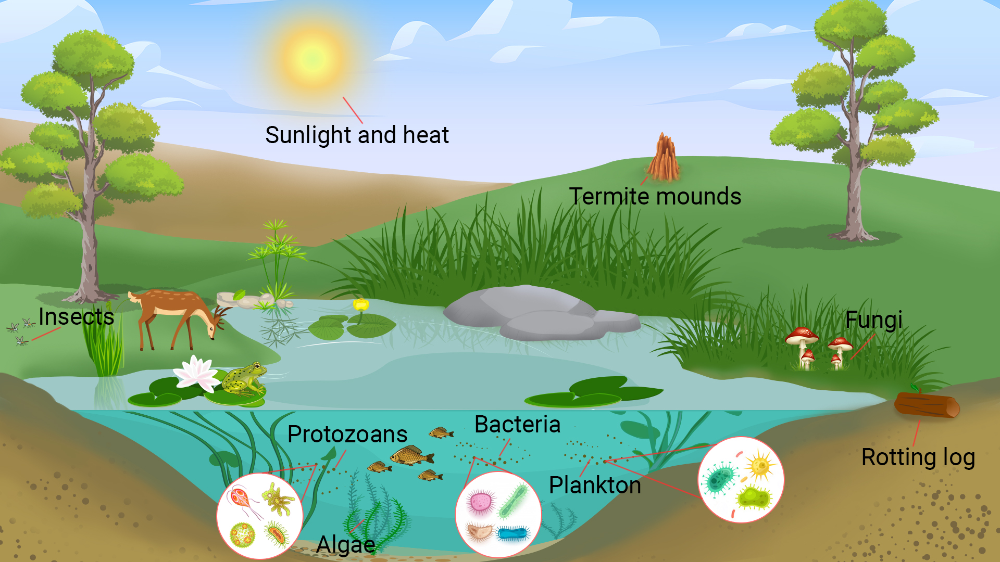 Sunlight and heat
Termite mounds
Insects
Fungi
Protozoans
Bacteria
Plankton
Rotting log
Algae